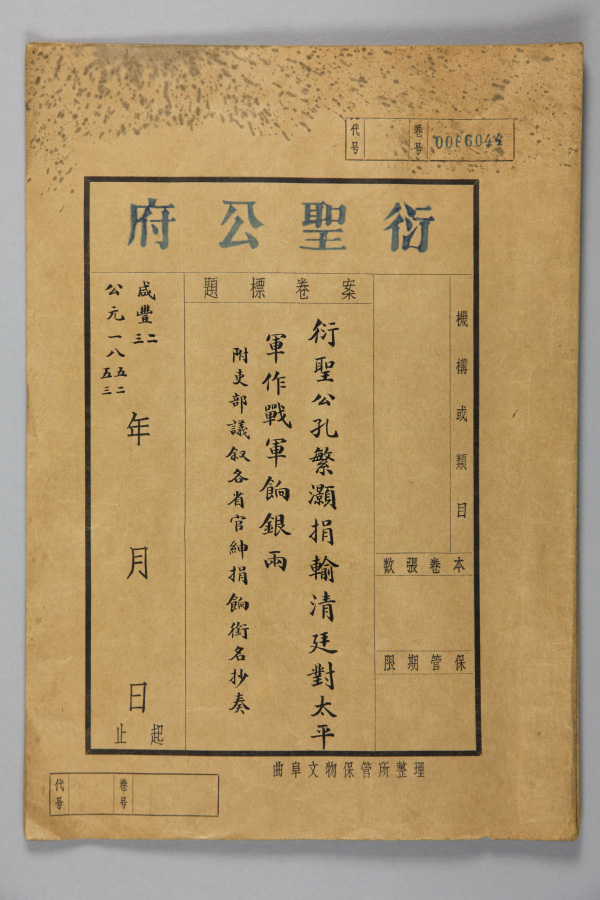 代号 卷号 0066044
衍聖公府
機構或類目
本卷張数
保管期限
案卷標題
衍聖公孔繁灝捐輸清廷對太平
軍作戰軍餉銀兩
附吏部議叙各省官紳捐餉銜名抄奏
咸豐二三
公元一八五二五三
年 月 日
起止
曲阜文物保管所整理
代号 卷号